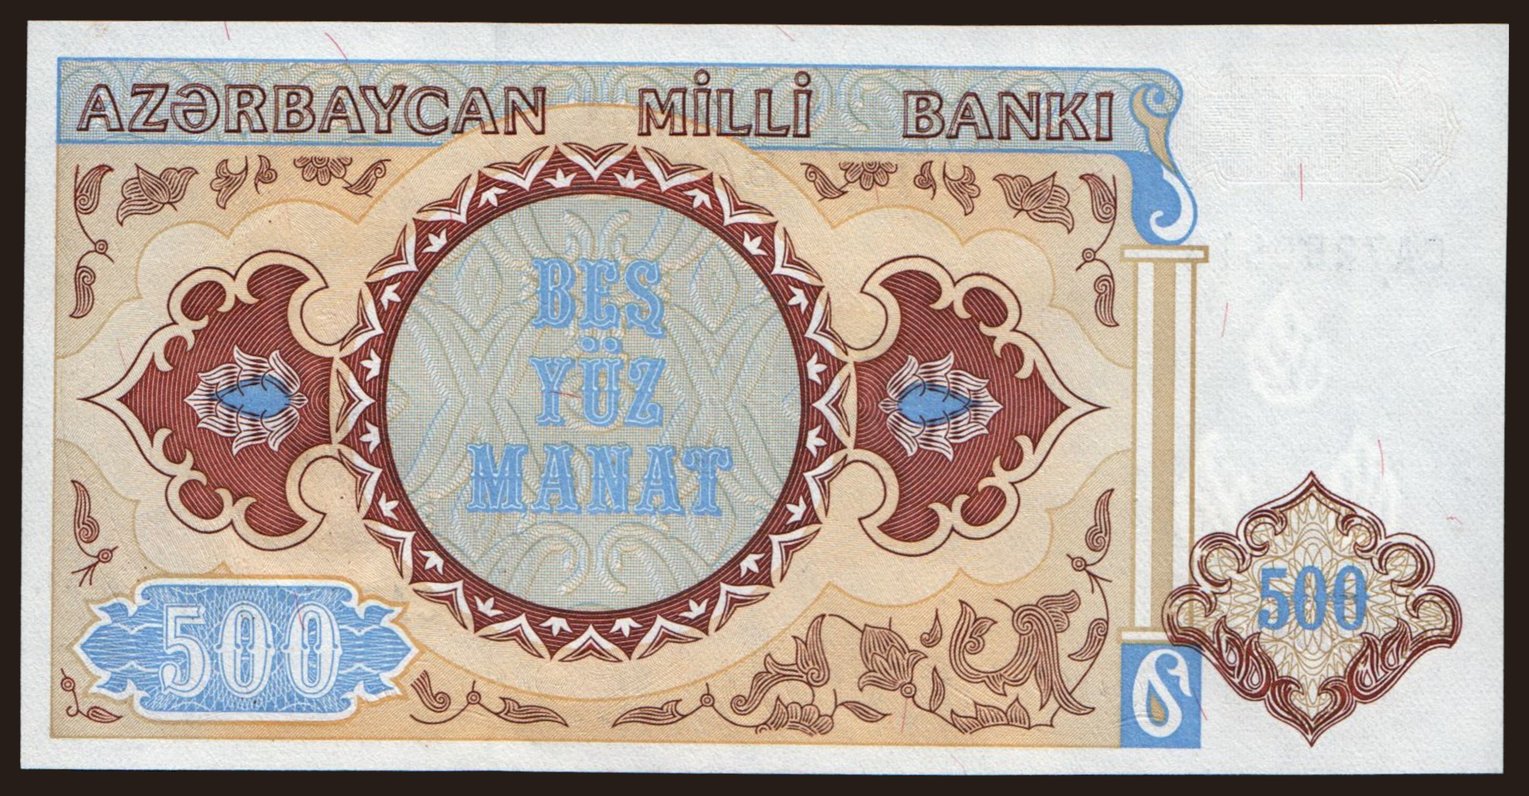 AZƏRBAYCAN MİLLİ BANKI
BEŞ
YÜZ
MANAT
500
500